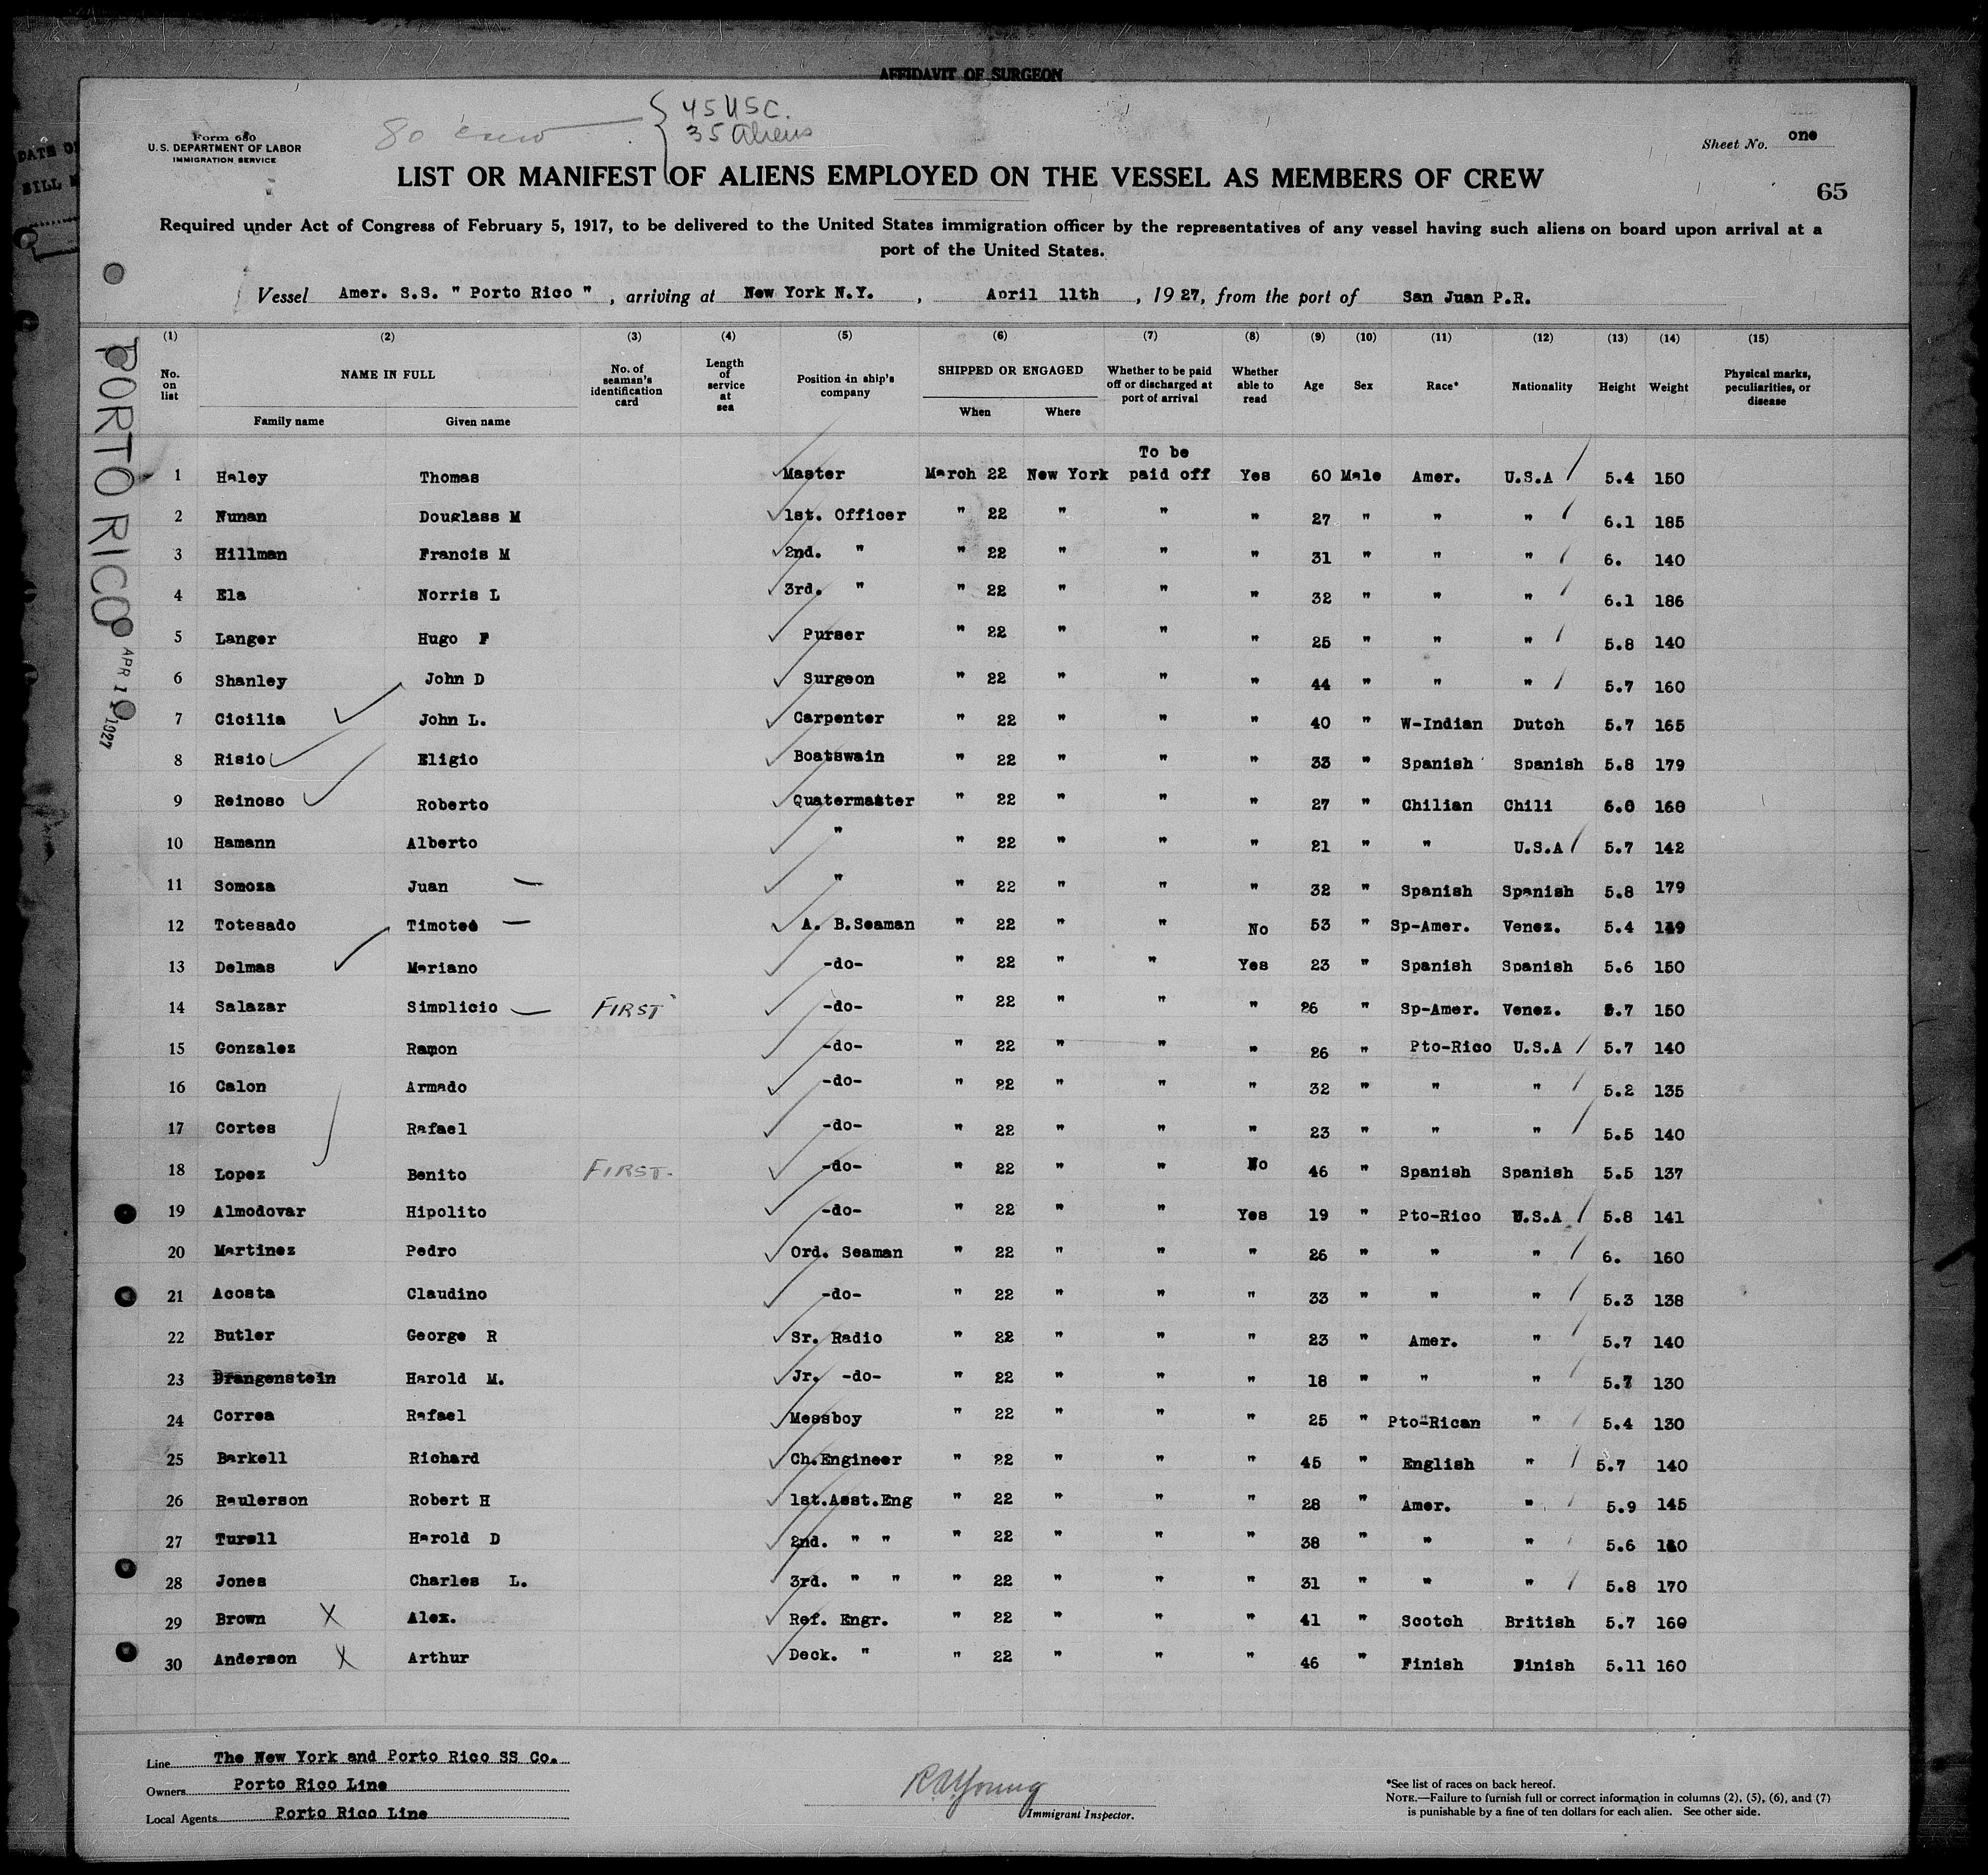 AFFIDAVIT OF SURGEON
80 crew { 45 USC.
35 Aliens
Form 680
U.S. DEPARTMENT OF LABOR
IMMIGRATION SERVICE
Sheet No. one
LIST OR MANIFEST OF ALIENS EMPLOYED ON THE VESSEL AS MEMBERS OF CREW
65
Required under Act of Congress of February 5, 1917, to be delivered to the United States immigration officer by the representatives of any vessel having such aliens on board upon arrival at a
port of the United States.
Vessel Amer. S.S. " Porto Rico ", arriving at New York N.Y., April 11th, 1927, from the port of San Juan P.R.
PORTO RICO
APR 1 1927
(1) (2) (3) (4) (5) (6) (7) (8) (9) (10) (11) (12) (13) (14) (15)
No. on list NAME IN FULL Family name Given name No. of seaman's identification card Length of service at sea Position in ship's company SHIPPED OR ENGAGED When Where Whether to be paid off or discharged at port of arrival Whether able to read Age Sex Race* Nationality Height Weight Physical marks, peculiarities, or disease
1 Haley Thomas Master March 22 New York To be paid off Yes 60 Male Amer. U.S.A 5.4 150
2 Nunan Douglass M 1st. Officer " 22 " " " 27 " " " 6.1 185
3 Hillman Francis M 2nd. " " 22 " " " 31 " " " 6. 140
4 Ela Norris L 3rd. " " 22 " " " 32 " " " 6.1 186
5 Langer Hugo F Purser " 22 " " " 25 " " " 5.8 140
6 Shanley John D Surgeon " 22 " " " 44 " " " 5.7 160
7 Cicilia John L. Carpenter " 22 " " " 40 " W-Indian Dutch 5.7 165
8 Risio Eligio Boatswain " 22 " " " 33 " Spanish Spanish 5.8 179
9 Reinoso Roberto Quatermaster " 22 " " " 27 " Chilian Chili 6.0 160
10 Hamann Alberto " " 22 " " " 21 " " U.S.A 5.7 142
11 Somoza Juan " " 22 " " " 32 " Spanish Spanish 5.8 179
12 Totesado Timoteo A. B.Seaman " 22 " " No 53 " Sp-Amer. Venez. 5.4 149
13 Delmas Mariano -do- " 22 " " Yes 23 " Spanish Spanish 5.6 150
14 Salazar Simplicio FIRST -do- " 22 " " " 26 " Sp-Amer. Venez. 5.7 150
15 Gonzalez Ramon -do- " 22 " " " 26 " Pto-Rico U.S.A 5.7 140
16 Calon Armado -do- " 22 " " " 32 " " " 5.2 135
17 Cortes Rafael -do- " 22 " " " 23 " " " 5.5 140
18 Lopez Benito FIRST- -do- " 22 " " No 46 " Spanish Spanish 5.5 137
19 Almodovar Hipolito -do- " 22 " " Yes 19 " Pto-Rico U.S.A 5.8 141
20 Martinez Pedro Ord. Seaman " 22 " " " 26 " " " 6. 160
21 Acosta Claudino -do- " 22 " " " 33 " " " 5.3 138
22 Butler George R Sr. Radio " 22 " " " 23 " Amer. " 5.7 140
23 Drangenstein Harold M. Jr. -do- " 22 " " " 18 " " " 5.7 130
24 Correa Rafael Messboy " 22 " " " 25 " Pto-Rican " 5.4 130
25 Barkell Richard Ch.Engineer " 22 " " " 45 " English " 5.7 140
26 Raulerson Robert H 1st.Asst.Eng " 22 " " " 28 " Amer. " 5.9 145
27 Turell Harold D 2nd. " " " 22 " " " 38 " " " 5.6
28 Jones Charles L. 3rd. " " " 22 " " " 31 " " " 5.8 170
29 Brown X Alex. Ref. Engr. " 22 " " " 41 " Scotch British 5.7 160
30 Anderson X Arthur Deck. " " 22 " " " 46 " Finish Finish 5.11 160
Line The New York and Porto Rico SS Co.
Owners Porto Rico Line
Local Agents Porto Rico Line
R.W.Young
Immigrant Inspector.
*See list of races on back hereof.
NOTE.—Failure to furnish full or correct information in columns (2), (5), (6), and (7)
is punishable by a fine of ten dollars for each alien. See other side.